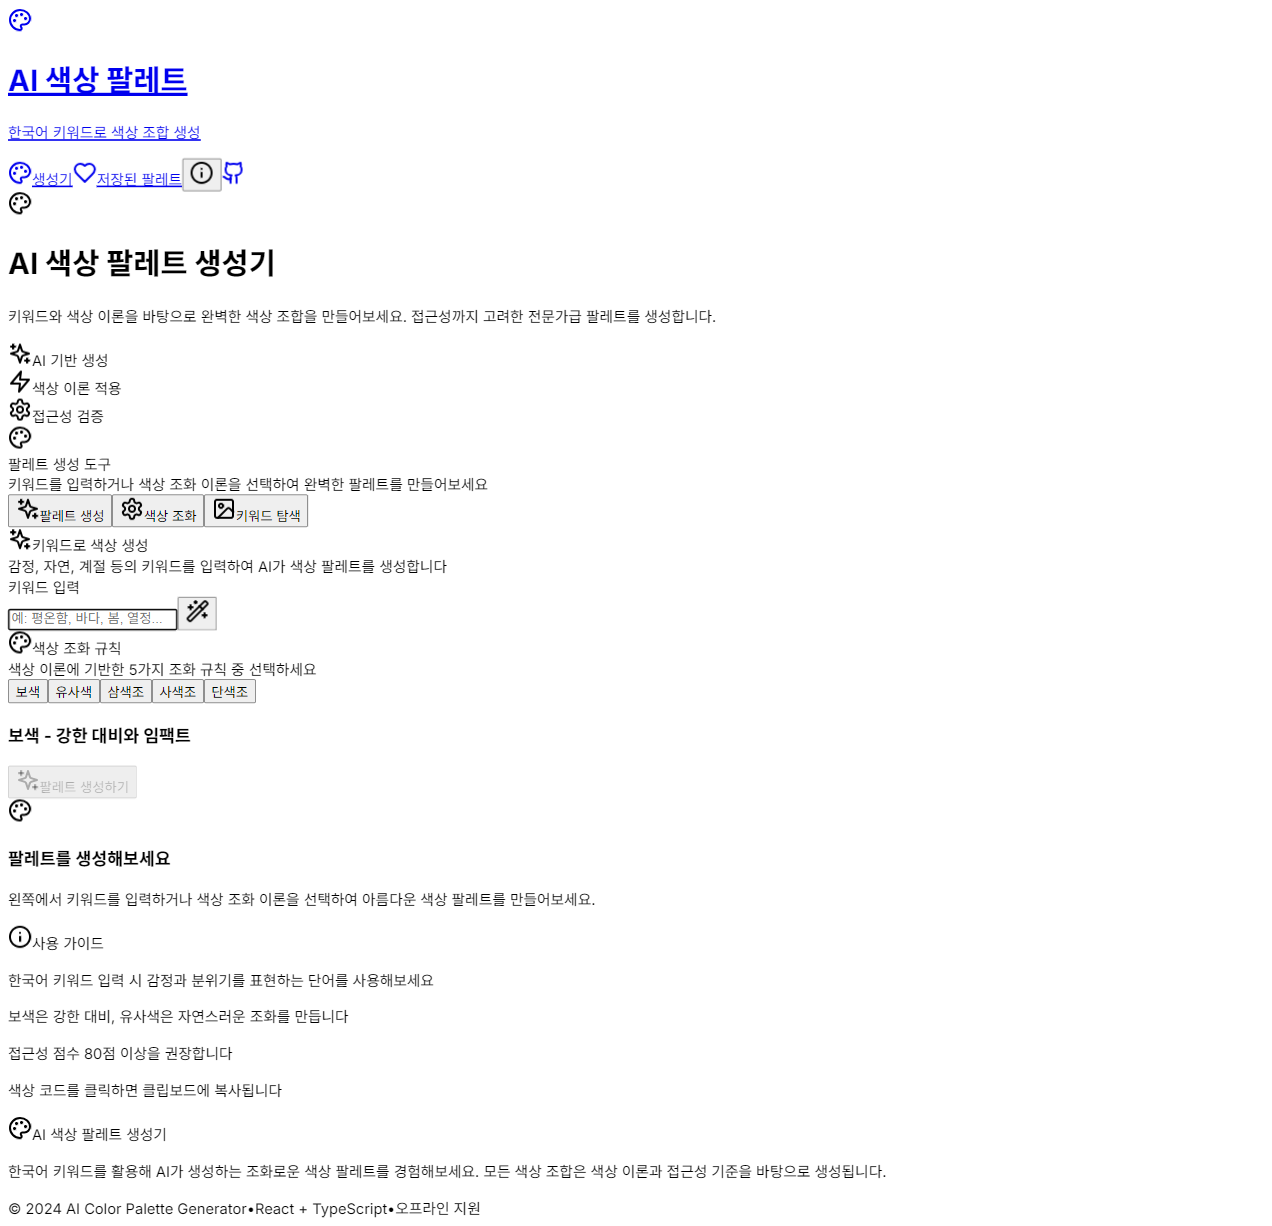 AI 색상 팔레트
한국어 키워드로 색상 조합 생성
생성기저장된 팔레트
AI 색상 팔레트 생성기
키워드와 색상 이론을 바탕으로 완벽한 색상 조합을 만들어보세요. 접근성까지 고려한 전문가급 팔레트를 생성합니다.
AI 기반 생성
색상 이론 적용
접근성 검증
팔레트 생성 도구
키워드를 입력하거나 색상 조화 이론을 선택하여 완벽한 팔레트를 만들어보세요
팔레트 생성 색상 조화 키워드 탐색
키워드로 색상 생성
감정, 자연, 계절 등의 키워드를 입력하여 AI가 색상 팔레트를 생성합니다
키워드 입력
예: 평온함, 바다, 봄, 열정...
색상 조화 규칙
색상 이론에 기반한 5가지 조화 규칙 중 선택하세요
보색 유사색 삼색조 사색조 단색조
보색 - 강한 대비와 임팩트
팔레트 생성하기
팔레트를 생성해보세요
왼쪽에서 키워드를 입력하거나 색상 조화 이론을 선택하여 아름다운 색상 팔레트를 만들어보세요.
사용 가이드
한국어 키워드 입력 시 감정과 분위기를 표현하는 단어를 사용해보세요
보색은 강한 대비, 유사색은 자연스러운 조화를 만듭니다
접근성 점수 80점 이상을 권장합니다
색상 코드를 클릭하면 클립보드에 복사됩니다
AI 색상 팔레트 생성기
한국어 키워드를 활용해 AI가 생성하는 조화로운 색상 팔레트를 경험해보세요. 모든 색상 조합은 색상 이론과 접근성 기준을 바탕으로 생성됩니다.
© 2024 AI Color Palette Generator•React + TypeScript•오프라인 지원